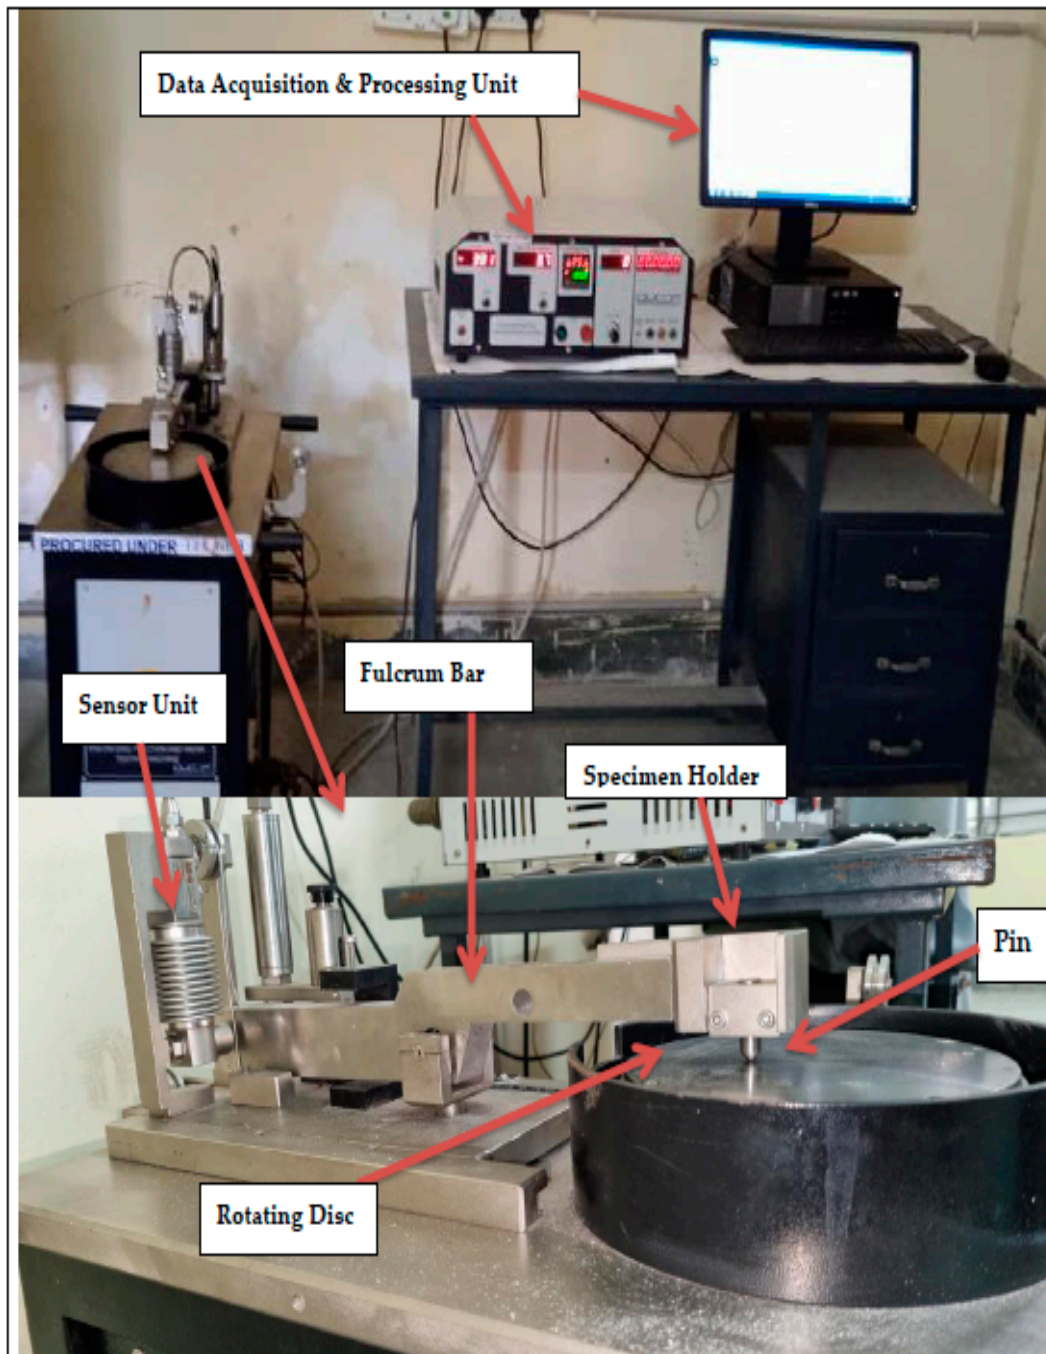 Data Acquisition & Processing Unit
PROCURED UNDER
Fulcrum Bar
Sensor Unit
Specimen Holder
Pin
Rotating Disc